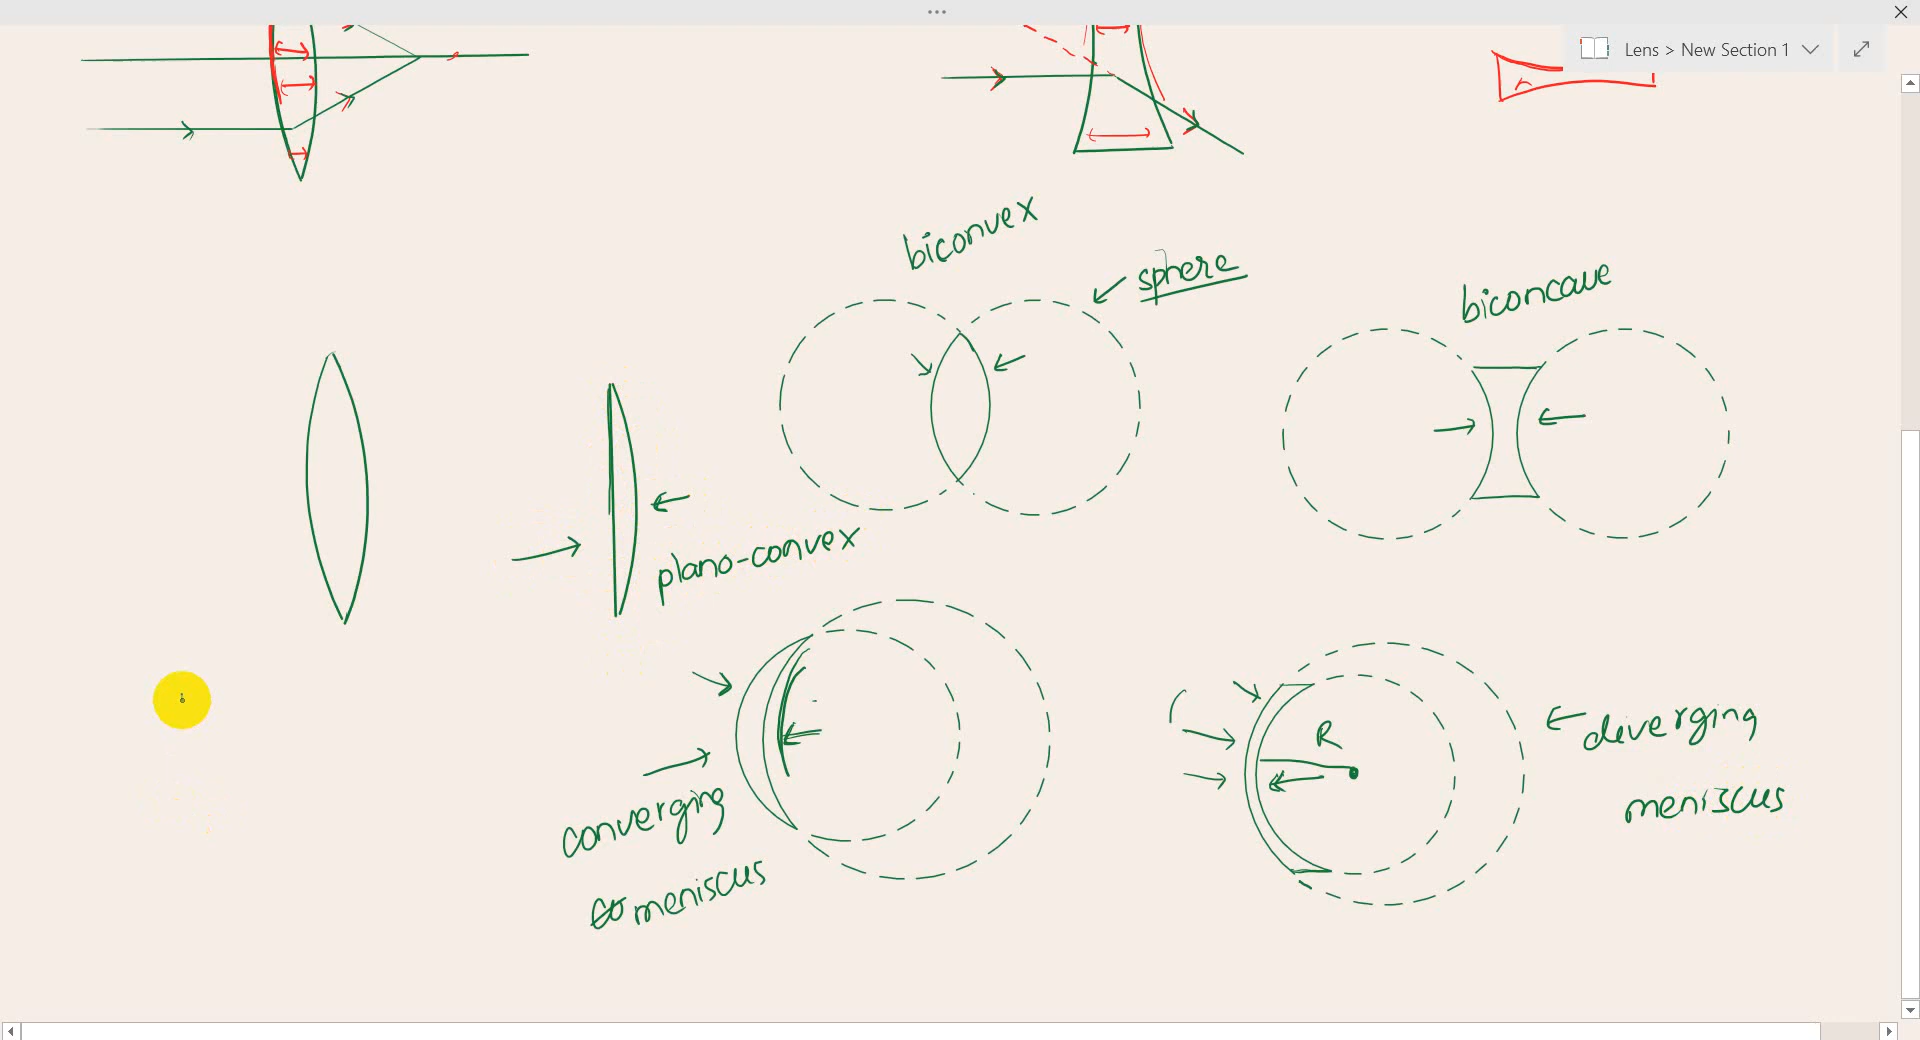 Lens > New Section 1
biconvex
sphere
biconcave
plano-convex
R
diverging
meniscus
converging
meniscus